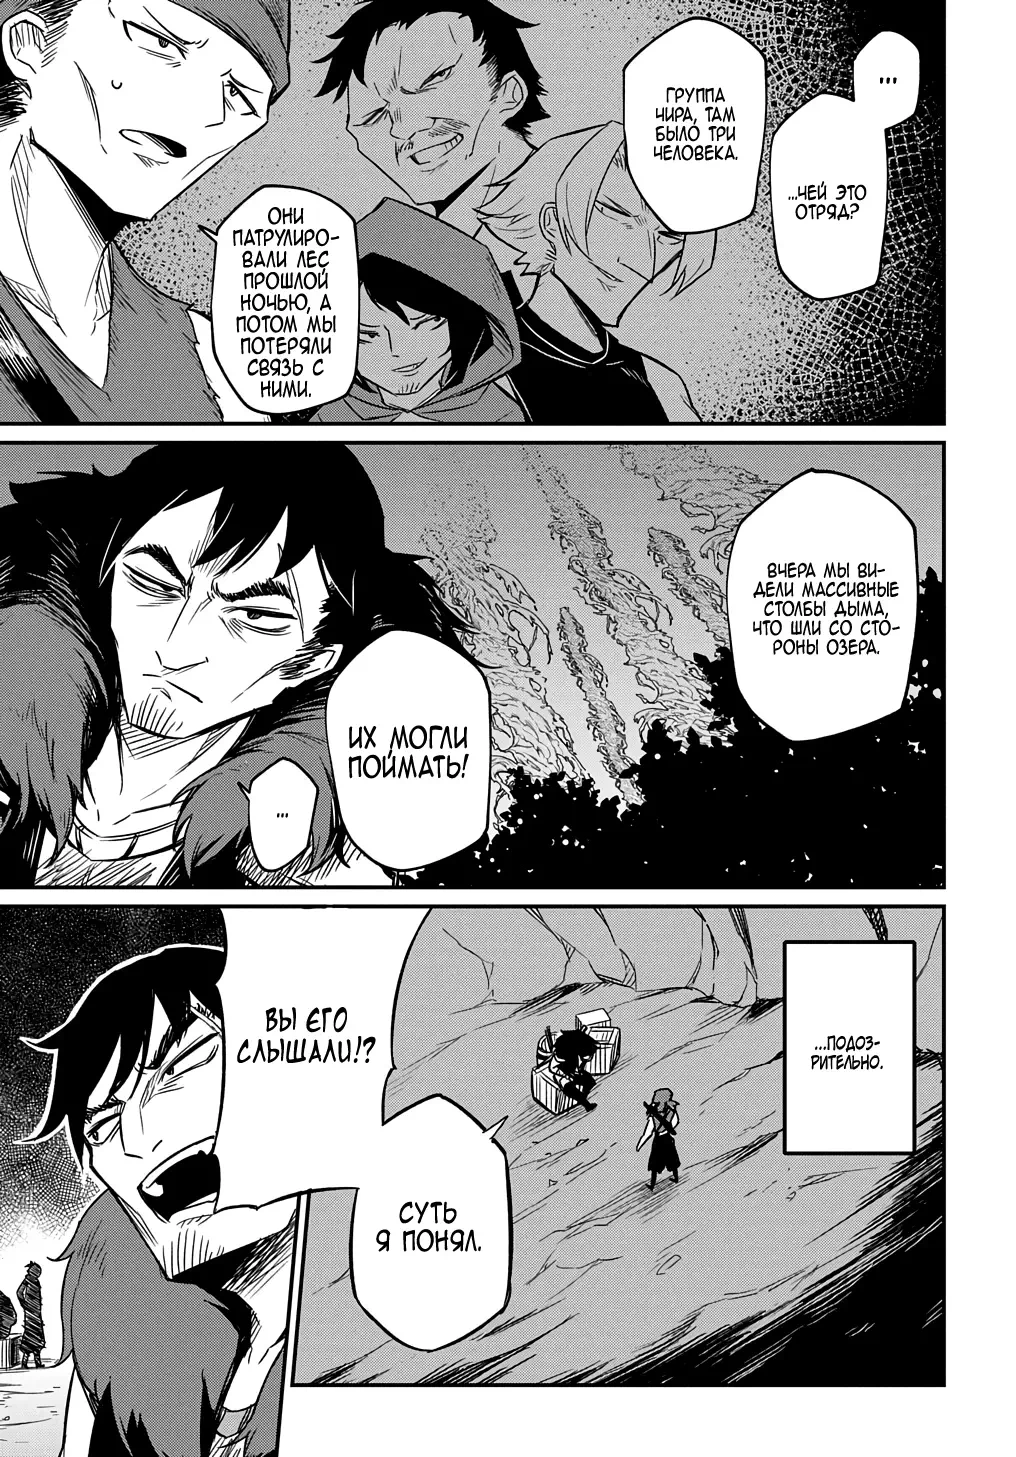 ...
...ЧЕЙ ЭТО
ОТРЯД?
ГРУППА
ЧИРА, ТАМ
БЫЛО ТРИ
ЧЕЛОВЕКА.
ОНИ
ПАТРУЛИРО-
ВАЛИ ЛЕС
ПРОШЛОЙ
НОЧЬЮ, А
ПОТОМ МЫ
ПОТЕРЯЛИ
СВЯЗЬ С
НИМИ.
ВЧЕРА МЫ ВИ-
ДЕЛИ МАССИВНЫЕ
СТОЛБЫ ДЫМА,
ЧТО ШЛИ СО СТО-
РОНЫ ОЗЕРА.
ИХ МОГЛИ
ПОЙМАТЬ!
...
...ПОДОЗ-
РИТЕЛЬНО.
СУТЬ
Я ПОНЯЛ.
ВЫ ЕГО
СЛЫШАЛИ!?